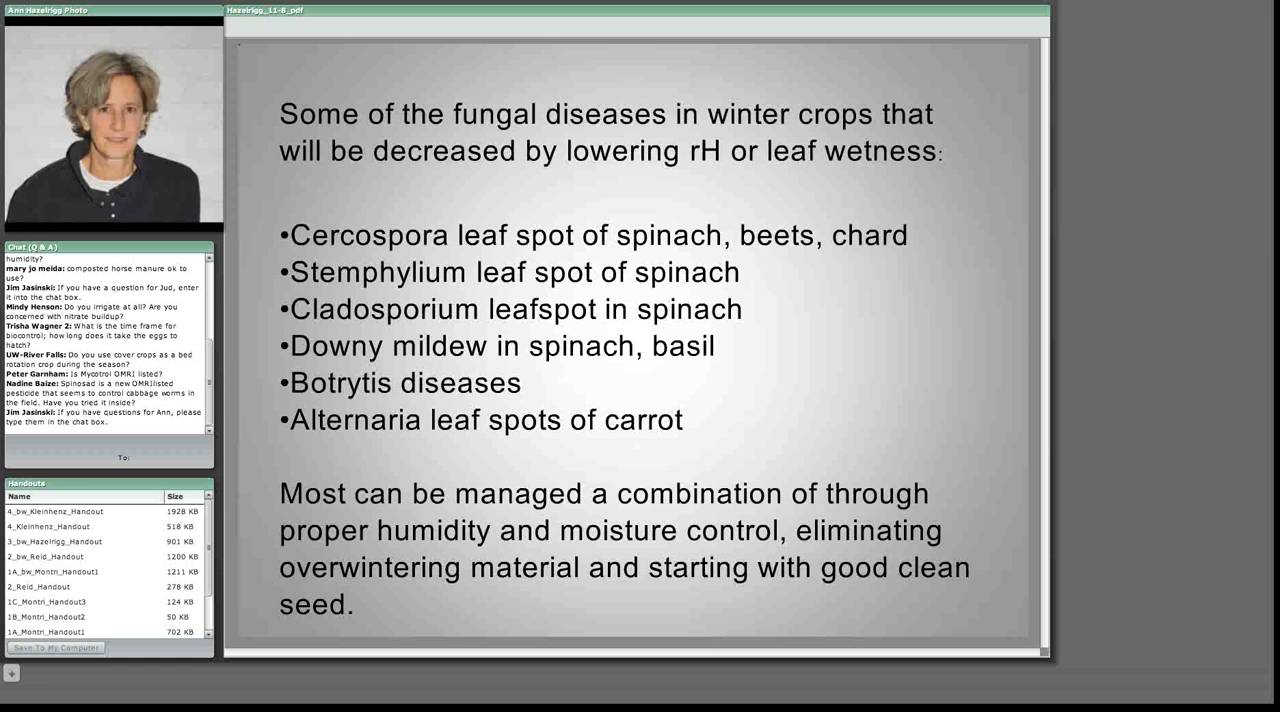 Ann Hazelrigg Photo
Hazelrigg_11-8_pdf
Some of the fungal diseases in winter crops that
will be decreased by lowering rH or leaf wetness:
•Cercospora leaf spot of spinach, beets, chard
•Stemphylium leaf spot of spinach
•Cladosporium leafspot in spinach
•Downy mildew in spinach, basil
•Botrytis diseases
•Alternaria leaf spots of carrot
Most can be managed a combination of through
proper humidity and moisture control, eliminating
overwintering material and starting with good clean
seed.
Chat (Q & A)
humidity?
mary jo meida: composted horse manure ok to
use?
Jim Jasinski: If you have a question for Jud, enter
it into the chat box.
Mindy Henson: Do you irrigate at all? Are you
concerned with nitrate buildup?
Trisha Wagner 2: What is the time frame for
biocontrol; how long does it take the eggs to
hatch?
UW-River Falls: Do you use cover crops as a bed
rotation crop during the season?
Peter Garnham: Is Mycotrol OMRI listed?
Nadine Baize: Spinosad is a new OMRIlisted
pesticide that seems to control cabbage worms in
the field. Have you tried it inside?
Jim Jasinski: If you have questions for Ann, please
type them in the chat box.
To:
Handouts
Name Size
4_bw_Kleinhenz_Handout 1928 KB
4_Kleinhenz_Handout 518 KB
3_bw_Hazelrigg_Handout 901 KB
2_bw_Reid_Handout 1200 KB
1A_bw_Montri_Handout1 1211 KB
2_Reid_Handout 278 KB
1C_Montri_Handout3 124 KB
1B_Montri_Handout2 50 KB
1A_Montri_Handout1 702 KB
Save To My Computer